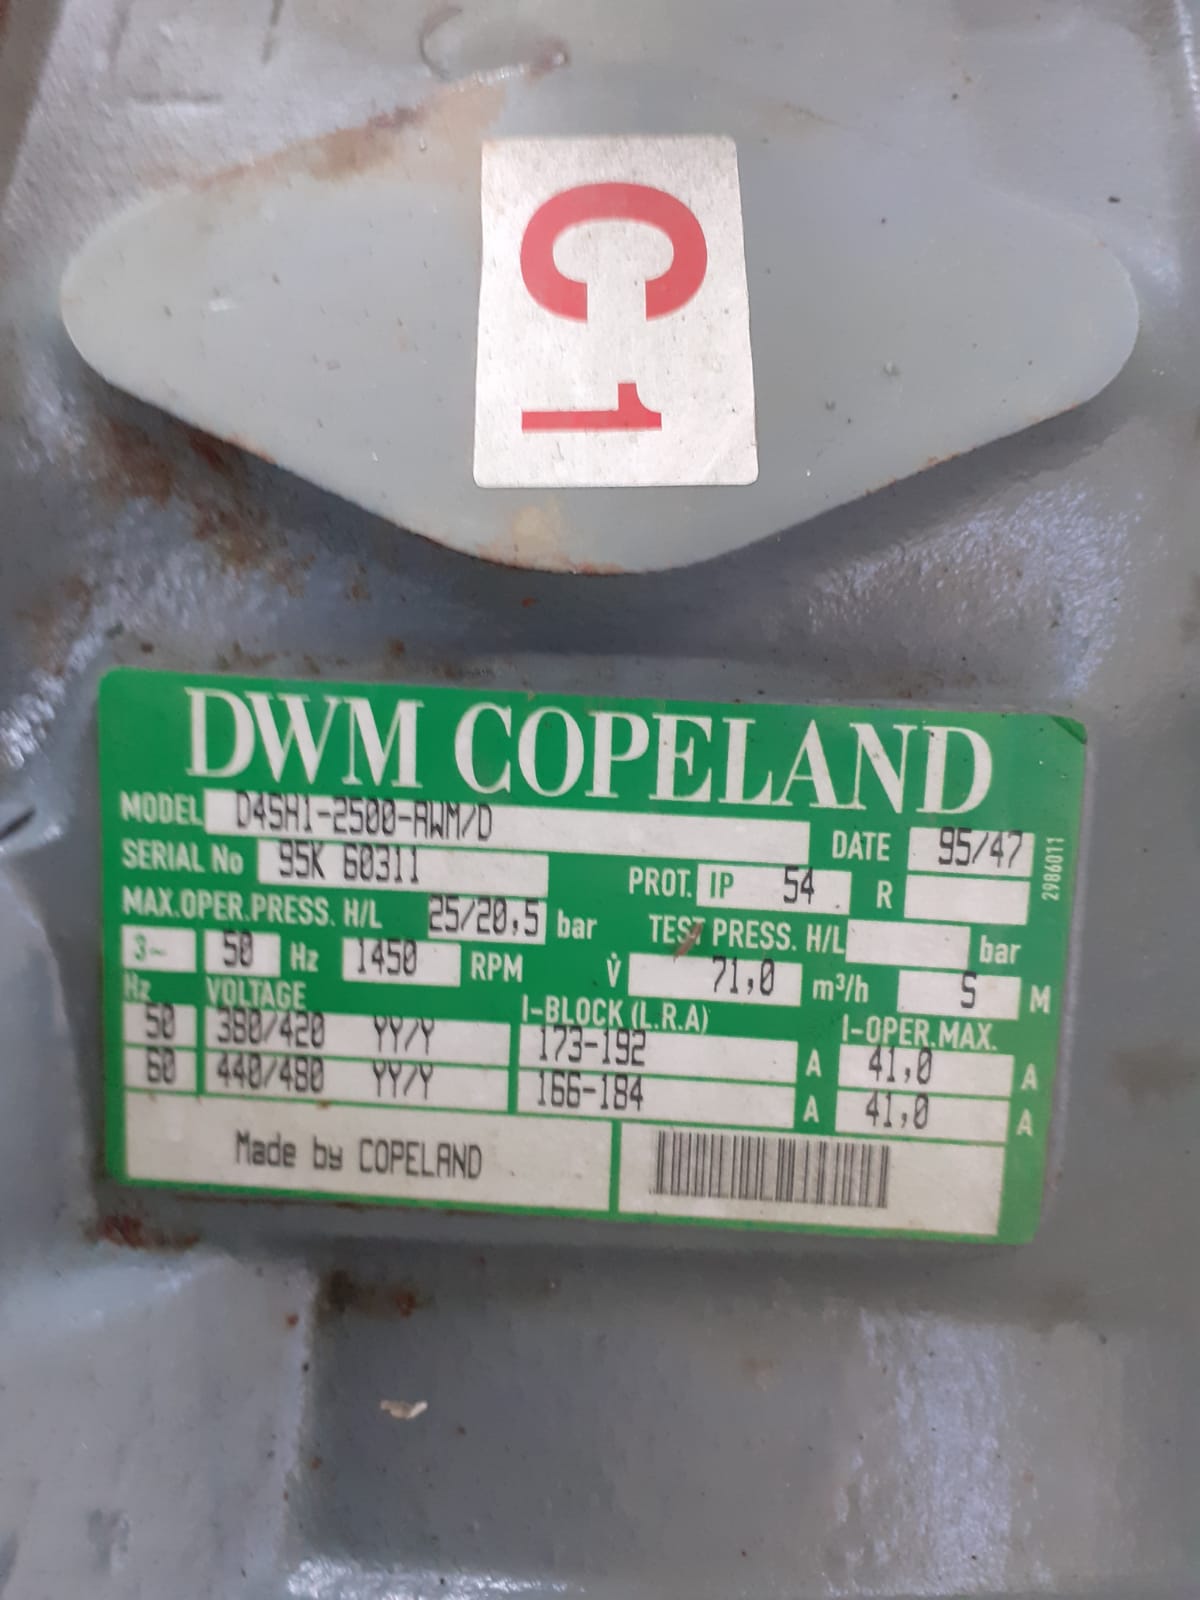 C1
DWM COPELAND
MODEL D4SH1-2500-AWM/D DATE 95/47
SERIAL No 95K 60311 PROT. IP 54 R
MAX.OPER.PRESS. H/L 25/20,5 bar TEST PRESS. H/L bar
3~ 50 Hz 1450 RPM V̇ 71,0 m³/h S M
Hz VOLTAGE I-BLOCK (L.R.A) I-OPER.MAX.
50 380/420 YY/Y 173-192 A 41,0 A
60 440/480 YY/Y 166-184 A 41,0 A
Made by COPELAND
2986011